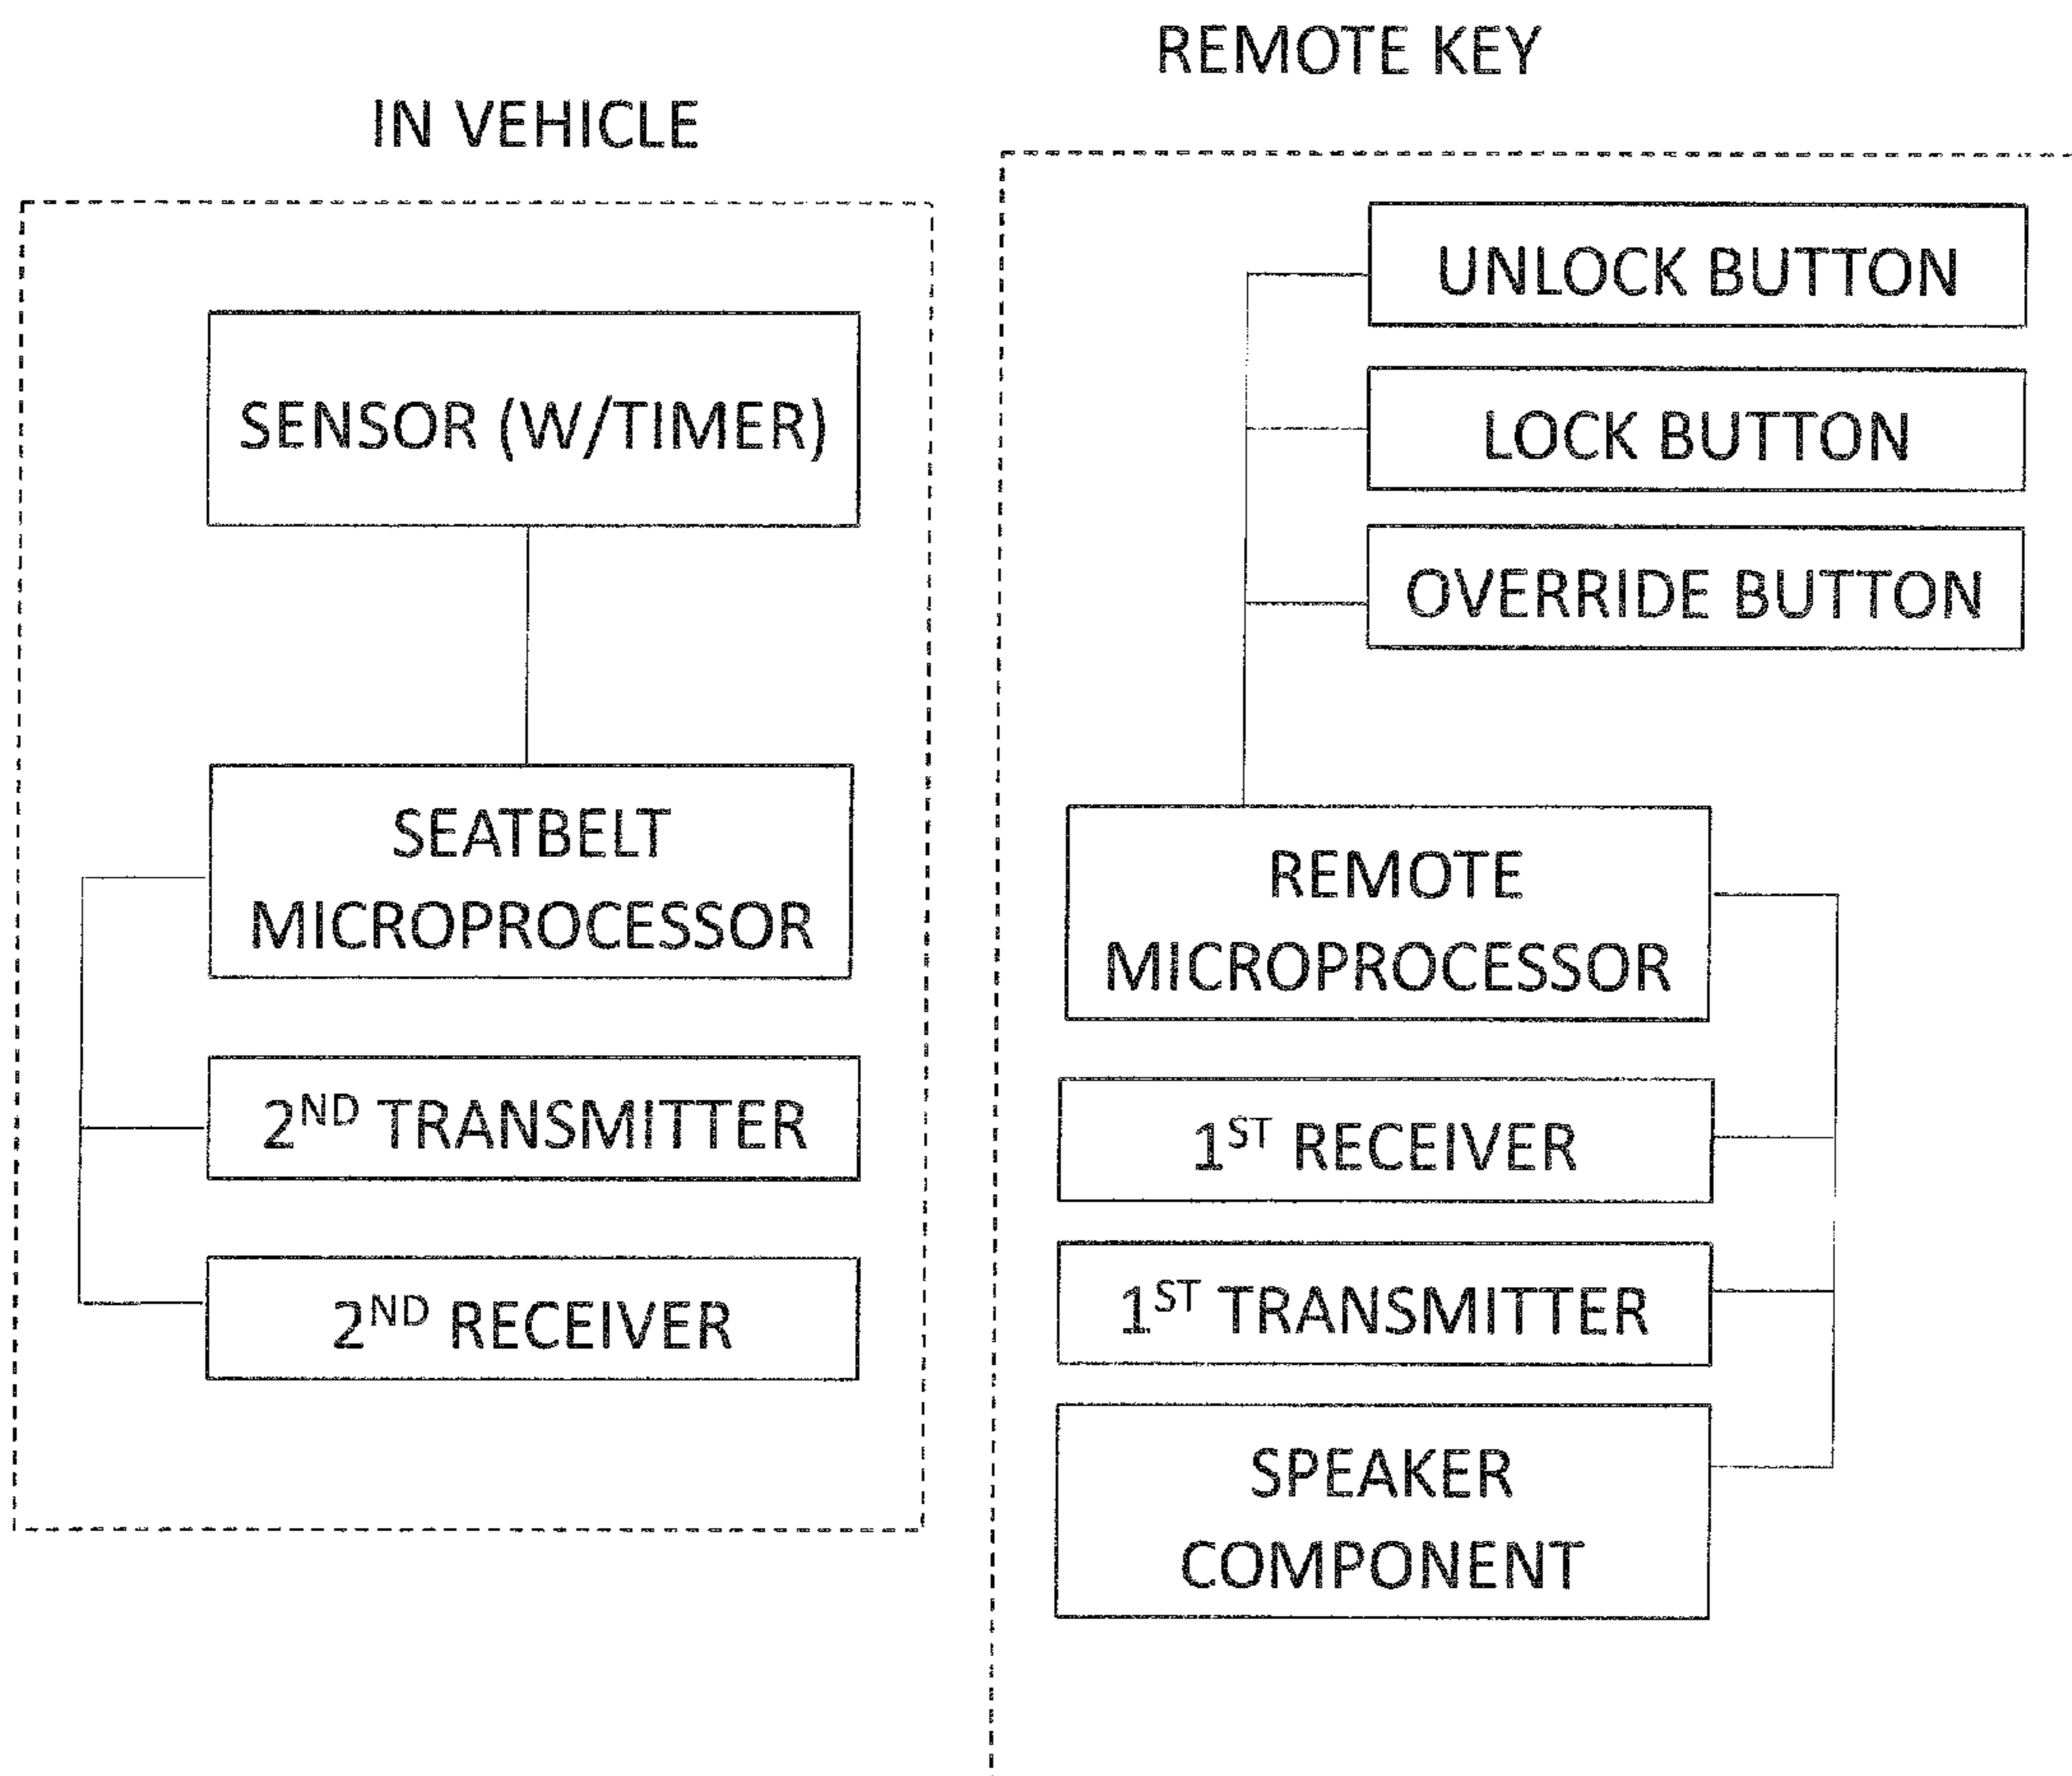 REMOTE KEY
IN VEHICLE
SENSOR (W/TIMER)
SEATBELT
MICROPROCESSOR
2ND TRANSMITTER
2ND RECEIVER
UNLOCK BUTTON
LOCK BUTTON
OVERRIDE BUTTON
REMOTE
MICROPROCESSOR
1ST RECEIVER
1ST TRANSMITTER
SPEAKER
COMPONENT